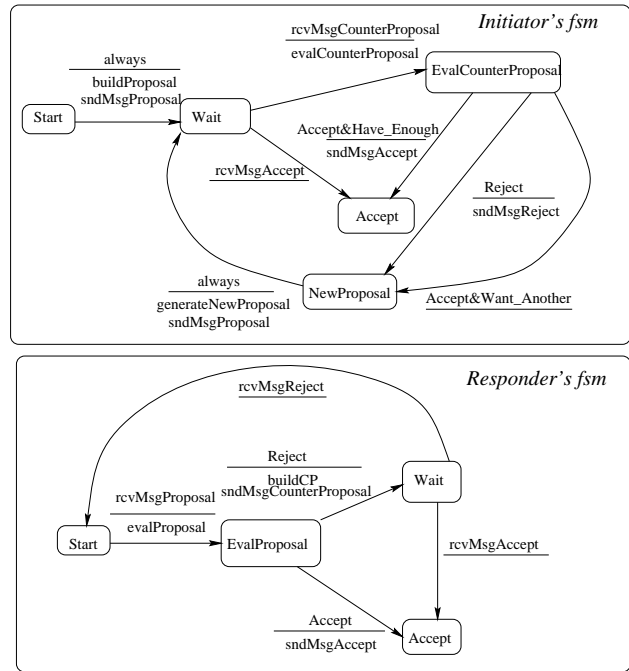 Initiator's fsm
always
buildProposal
sndMsgProposal
Start
Wait
rcvMsgCounterProposal
evalCounterProposal
EvalCounterProposal
Accept&Have_Enough
sndMsgAccept
rcvMsgAccept
Accept
Reject
sndMsgReject
always
generateNewProposal
sndMsgProposal
NewProposal
Accept&Want_Another
Responder's fsm
rcvMsgReject
Reject
buildCP
sndMsgCounterProposal
Wait
rcvMsgProposal
evalProposal
Start
EvalProposal
rcvMsgAccept
Accept
sndMsgAccept
Accept